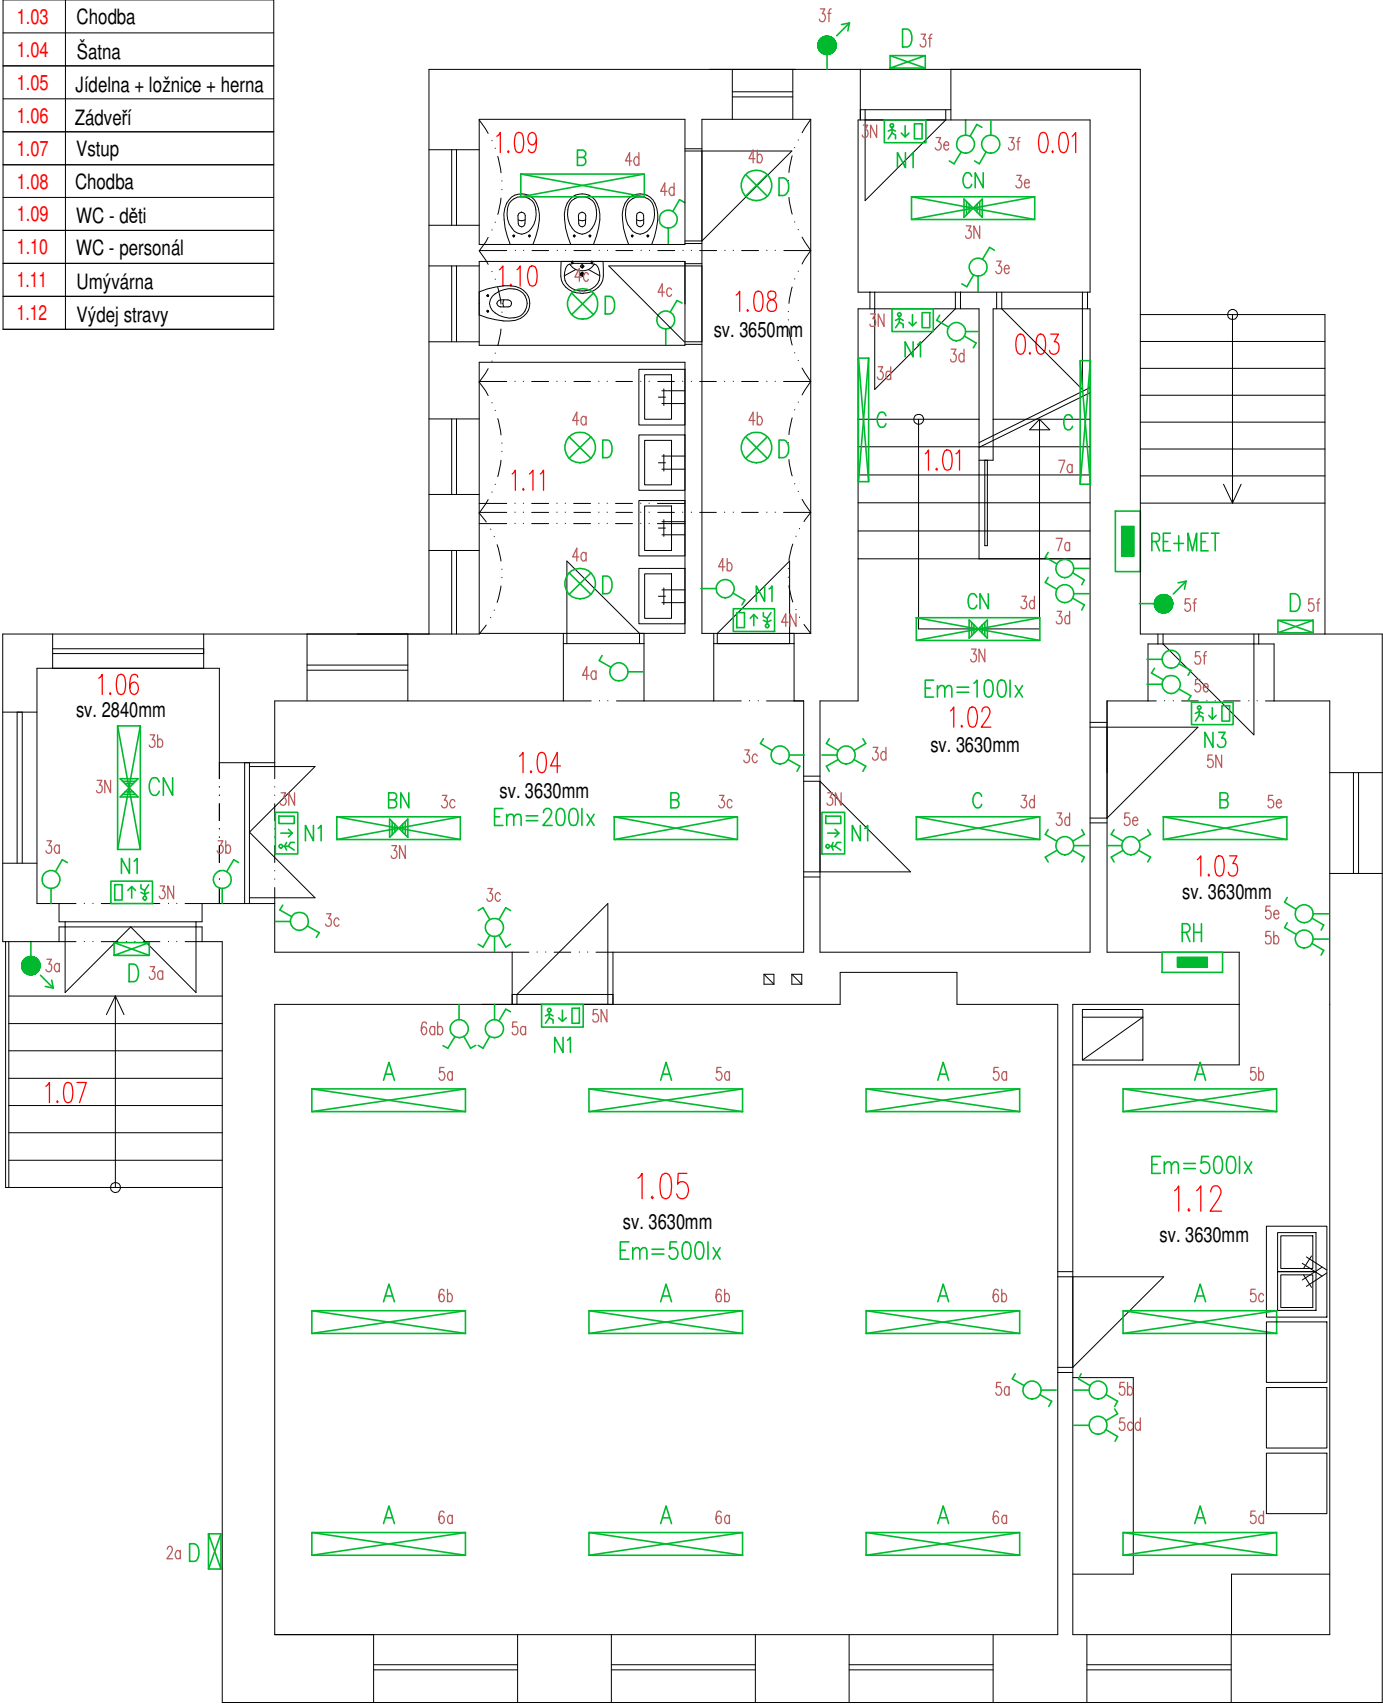 1.03 Chodba
1.04 Šatna
1.05 Jídelna + ložnice + herna
1.06 Zádveří
1.07 Vstup
1.08 Chodba
1.09 WC - děti
1.10 WC - personál
1.11 Umývárna
1.12 Výdej stravy
3f
D 3f
1.09
B 4d
4d
4b
D
3N
N1
3e
3f
0.01
CN 3e
3N
3e
1.10
4c
D
4c
1.08
sv. 3650mm
3N
N1
3d
0.03
3d
C
C
7a
1.01
4a
D
4b
D
1.11
4a
D
4b
N1
4N
7a
3d
RE+MET
5f
D 5f
CN 3d
3N
4a
5f
5e
N3
5N
Em=100lx
1.02
sv. 3630mm
1.06
sv. 2840mm
3b
3N
CN
N1
3N
3a
3b
3N
N1
1.04
sv. 3630mm
Em=200lx
BN 3c
3N
B 3c
3c
3d
3N
N1
C 3d
3d
5e
B 5e
1.03
sv. 3630mm
5e
5b
RH
3c
3c
3a
D 3a
1.07
6ab
5a
N1
5N
A 5a
A 5a
A 5a
A 5b
1.05
sv. 3630mm
Em=500lx
Em=500lx
1.12
sv. 3630mm
A 6b
A 6b
A 6b
A 5c
5a
5b
5cd
A 6a
A 6a
A 6a
A 5d
2a D